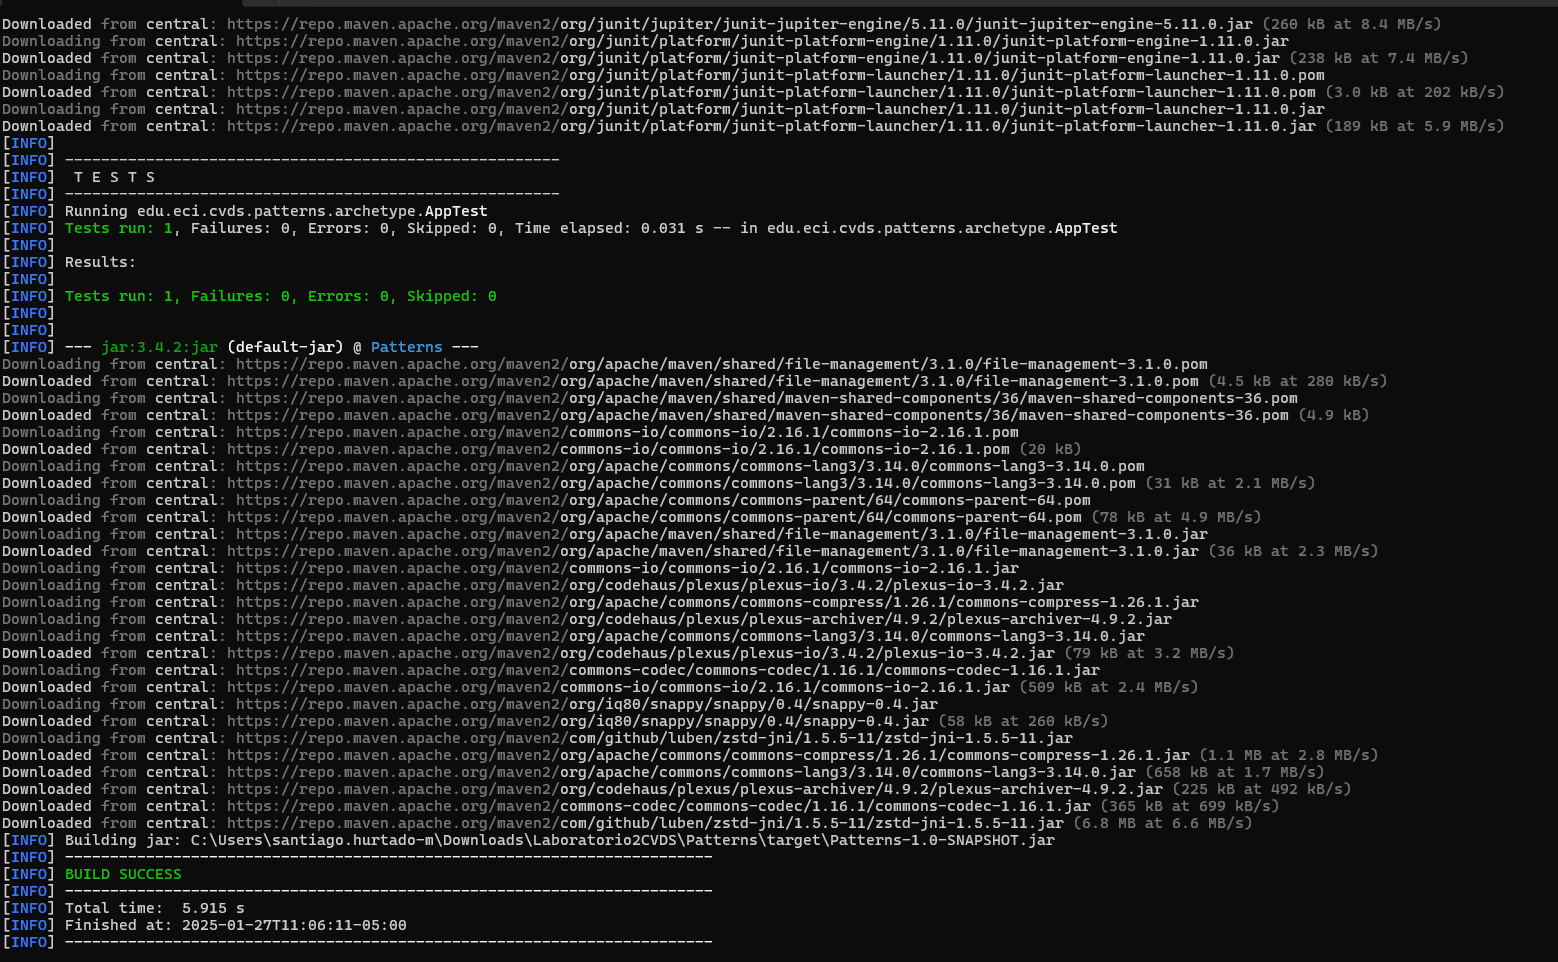 Downloaded from central: https://repo.maven.apache.org/maven2/org/junit/jupiter/junit-jupiter-engine/5.11.0/junit-jupiter-engine-5.11.0.jar (260 kB at 8.4 MB/s)
Downloading from central: https://repo.maven.apache.org/maven2/org/junit/platform/junit-platform-engine/1.11.0/junit-platform-engine-1.11.0.jar
Downloaded from central: https://repo.maven.apache.org/maven2/org/junit/platform/junit-platform-engine/1.11.0/junit-platform-engine-1.11.0.jar (238 kB at 7.4 MB/s)
Downloading from central: https://repo.maven.apache.org/maven2/org/junit/platform/junit-platform-launcher/1.11.0/junit-platform-launcher-1.11.0.pom
Downloaded from central: https://repo.maven.apache.org/maven2/org/junit/platform/junit-platform-launcher/1.11.0/junit-platform-launcher-1.11.0.pom (3.0 kB at 202 kB/s)
Downloading from central: https://repo.maven.apache.org/maven2/org/junit/platform/junit-platform-launcher/1.11.0/junit-platform-launcher-1.11.0.jar
Downloaded from central: https://repo.maven.apache.org/maven2/org/junit/platform/junit-platform-launcher/1.11.0/junit-platform-launcher-1.11.0.jar (189 kB at 5.9 MB/s)
[INFO]
[INFO] -------------------------------------------------------
[INFO]  T E S T S
[INFO] -------------------------------------------------------
[INFO] Running edu.eci.cvds.patterns.archetype.AppTest
[INFO] Tests run: 1, Failures: 0, Errors: 0, Skipped: 0, Time elapsed: 0.031 s -- in edu.eci.cvds.patterns.archetype.AppTest
[INFO]
[INFO] Results:
[INFO]
[INFO] Tests run: 1, Failures: 0, Errors: 0, Skipped: 0
[INFO]
[INFO]
[INFO] --- jar:3.4.2:jar (default-jar) @ Patterns ---
Downloading from central: https://repo.maven.apache.org/maven2/org/apache/maven/shared/file-management/3.1.0/file-management-3.1.0.pom
Downloaded from central: https://repo.maven.apache.org/maven2/org/apache/maven/shared/file-management/3.1.0/file-management-3.1.0.pom (4.5 kB at 280 kB/s)
Downloading from central: https://repo.maven.apache.org/maven2/org/apache/maven/shared/maven-shared-components/36/maven-shared-components-36.pom
Downloaded from central: https://repo.maven.apache.org/maven2/org/apache/maven/shared/maven-shared-components/36/maven-shared-components-36.pom (4.9 kB)
Downloading from central: https://repo.maven.apache.org/maven2/commons-io/commons-io/2.16.1/commons-io-2.16.1.pom
Downloaded from central: https://repo.maven.apache.org/maven2/commons-io/commons-io/2.16.1/commons-io-2.16.1.pom (20 kB)
Downloading from central: https://repo.maven.apache.org/maven2/org/apache/commons/commons-lang3/3.14.0/commons-lang3-3.14.0.pom
Downloaded from central: https://repo.maven.apache.org/maven2/org/apache/commons/commons-lang3/3.14.0/commons-lang3-3.14.0.pom (31 kB at 2.1 MB/s)
Downloading from central: https://repo.maven.apache.org/maven2/org/apache/commons/commons-parent/64/commons-parent-64.pom
Downloaded from central: https://repo.maven.apache.org/maven2/org/apache/commons/commons-parent/64/commons-parent-64.pom (78 kB at 4.9 MB/s)
Downloading from central: https://repo.maven.apache.org/maven2/org/apache/maven/shared/file-management/3.1.0/file-management-3.1.0.jar
Downloaded from central: https://repo.maven.apache.org/maven2/org/apache/maven/shared/file-management/3.1.0/file-management-3.1.0.jar (36 kB at 2.3 MB/s)
Downloading from central: https://repo.maven.apache.org/maven2/commons-io/commons-io/2.16.1/commons-io-2.16.1.jar
Downloading from central: https://repo.maven.apache.org/maven2/org/codehaus/plexus/plexus-io/3.4.2/plexus-io-3.4.2.jar
Downloading from central: https://repo.maven.apache.org/maven2/org/apache/commons/commons-compress/1.26.1/commons-compress-1.26.1.jar
Downloading from central: https://repo.maven.apache.org/maven2/org/codehaus/plexus/plexus-archiver/4.9.2/plexus-archiver-4.9.2.jar
Downloading from central: https://repo.maven.apache.org/maven2/org/apache/commons/commons-lang3/3.14.0/commons-lang3-3.14.0.jar
Downloaded from central: https://repo.maven.apache.org/maven2/org/codehaus/plexus/plexus-io/3.4.2/plexus-io-3.4.2.jar (79 kB at 3.2 MB/s)
Downloading from central: https://repo.maven.apache.org/maven2/commons-codec/commons-codec/1.16.1/commons-codec-1.16.1.jar
Downloaded from central: https://repo.maven.apache.org/maven2/commons-io/commons-io/2.16.1/commons-io-2.16.1.jar (509 kB at 2.4 MB/s)
Downloading from central: https://repo.maven.apache.org/maven2/org/iq80/snappy/snappy/0.4/snappy-0.4.jar
Downloaded from central: https://repo.maven.apache.org/maven2/org/iq80/snappy/snappy/0.4/snappy-0.4.jar (58 kB at 260 kB/s)
Downloading from central: https://repo.maven.apache.org/maven2/com/github/luben/zstd-jni/1.5.5-11/zstd-jni-1.5.5-11.jar
Downloaded from central: https://repo.maven.apache.org/maven2/org/apache/commons/commons-compress/1.26.1/commons-compress-1.26.1.jar (1.1 MB at 2.8 MB/s)
Downloaded from central: https://repo.maven.apache.org/maven2/org/apache/commons/commons-lang3/3.14.0/commons-lang3-3.14.0.jar (658 kB at 1.7 MB/s)
Downloaded from central: https://repo.maven.apache.org/maven2/org/codehaus/plexus/plexus-archiver/4.9.2/plexus-archiver-4.9.2.jar (225 kB at 492 kB/s)
Downloaded from central: https://repo.maven.apache.org/maven2/commons-codec/commons-codec/1.16.1/commons-codec-1.16.1.jar (365 kB at 699 kB/s)
Downloaded from central: https://repo.maven.apache.org/maven2/com/github/luben/zstd-jni/1.5.5-11/zstd-jni-1.5.5-11.jar (6.8 MB at 6.6 MB/s)
[INFO] Building jar: C:\Users\santiago.hurtado-m\Downloads\Laboratorio2CVDS\Patterns\target\Patterns-1.0-SNAPSHOT.jar
[INFO] ------------------------------------------------------------------------
[INFO] BUILD SUCCESS
[INFO] ------------------------------------------------------------------------
[INFO] Total time:  5.915 s
[INFO] Finished at: 2025-01-27T11:06:11-05:00
[INFO] ------------------------------------------------------------------------